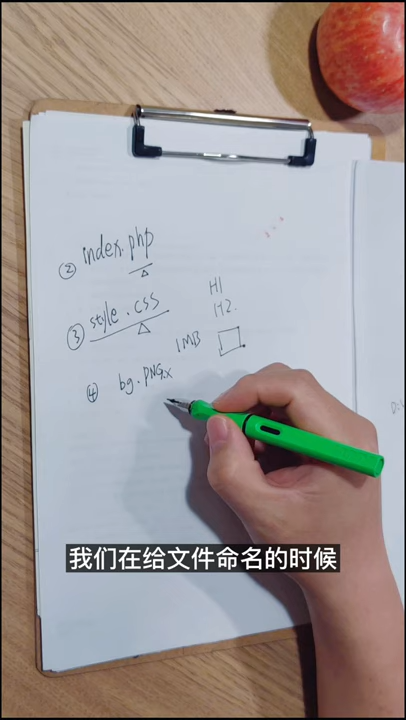 ② index.php
H1
H2.
③ style.css
1MB
④ bg.PNG.x
我们在给文件命名的时候